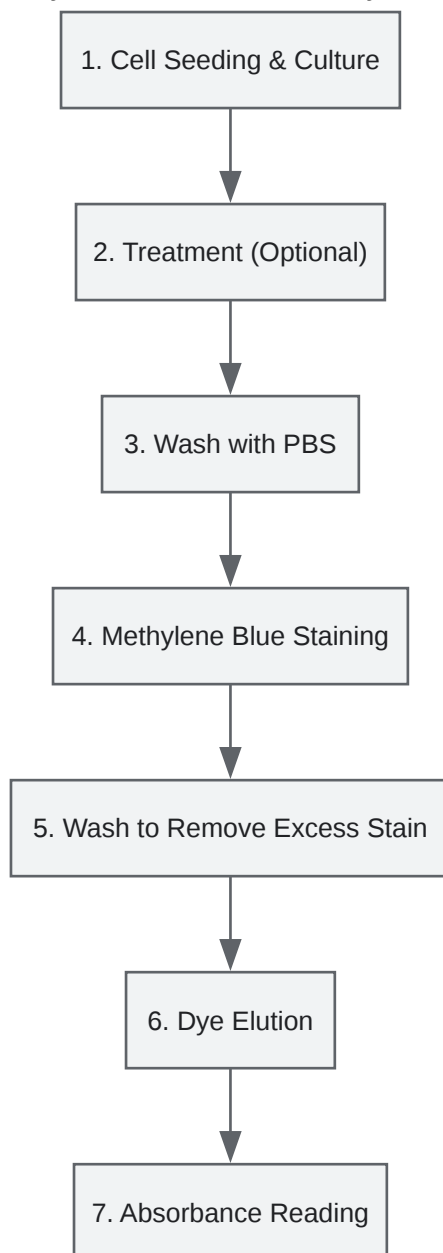 1. Cell Seeding & Culture
2. Treatment (Optional)
3. Wash with PBS
4. Methylene Blue Staining
5. Wash to Remove Excess Stain
6. Dye Elution
7. Absorbance Reading